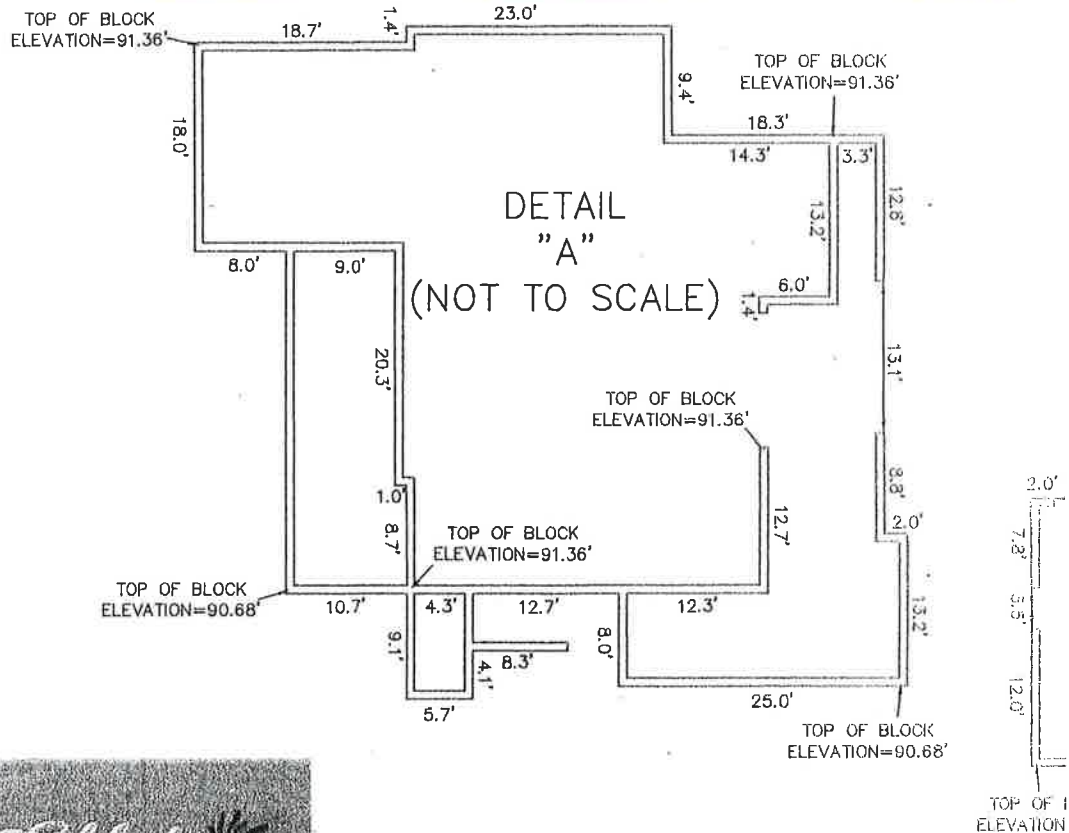 TOP OF BLOCK
ELEVATION=91.36'
18.7'
1.4'
23.0'
9.4'
TOP OF BLOCK
ELEVATION=91.36'
18.3'
14.3'
3.3'
18.0'
12.8'
13.2'
DETAIL
"A"
(NOT TO SCALE)
8.0'
9.0'
6.0'
1.4'
13.1'
20.3'
TOP OF BLOCK
ELEVATION=91.36'
8.8'
2.0'
1.0'
8.7'
12.7'
TOP OF BLOCK
ELEVATION=91.36'
TOP OF BLOCK
ELEVATION=90.68'
10.7'
4.3'
12.7'
12.3'
13.2'
9.1'
8.3'
4.1'
8.0'
5.7'
25.0'
TOP OF BLOCK
ELEVATION=90.68'
2.0'
12.0'
TOP OF
ELEVATION